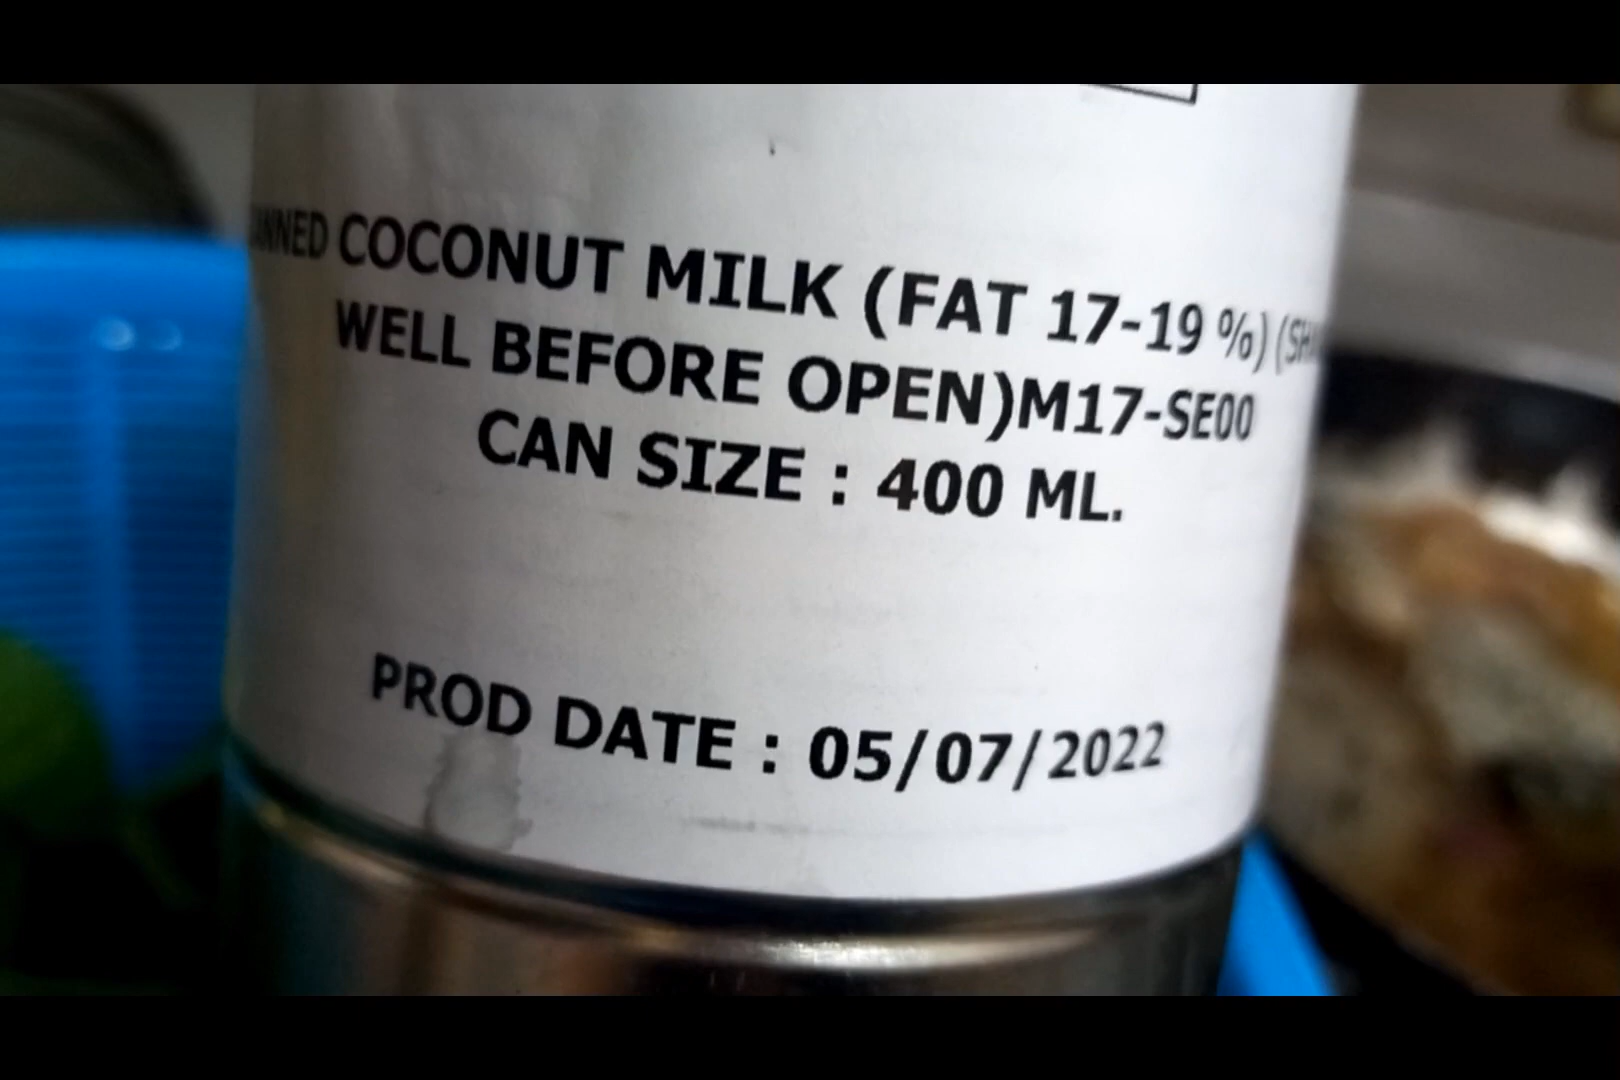 CANNED COCONUT MILK (FAT 17-19 %)
WELL BEFORE OPEN)M17-SE00
CAN SIZE : 400 ML.
PROD DATE : 05/07/2022